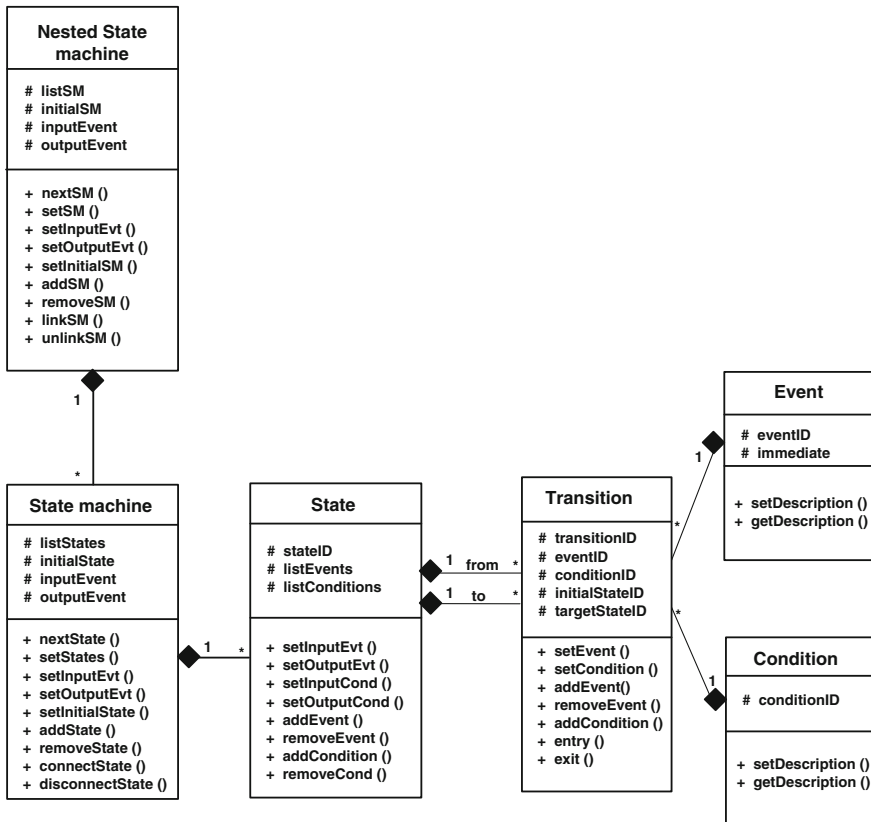 Nested State
machine
# listSM
# initialSM
# inputEvent
# outputEvent
+ nextSM ()
+ setSM ()
+ setInputEvt ()
+ setOutputEvt ()
+ setInitialSM ()
+ addSM ()
+ removeSM ()
+ linkSM ()
+ unlinkSM ()
1
*
State machine
# listStates
# initialState
# inputEvent
# outputEvent
+ nextState ()
+ setStates ()
+ setInputEvt ()
+ setOutputEvt ()
+ setInitialState ()
+ addState ()
+ removeState ()
+ connectState ()
+ disconnectState ()
1
*
State
# stateID
# listEvents
# listConditions
+ setInputEvt ()
+ setOutputEvt ()
+ setInputCond ()
+ setOutputCond ()
+ addEvent ()
+ removeEvent ()
+ addCondition ()
+ removeCond ()
1 from *
1 to *
Transition
# transitionID
# eventID
# conditionID
# initialStateID
# targetStateID
+ setEvent ()
+ setCondition ()
+ addEvent()
+ removeEvent ()
+ addCondition ()
+ entry ()
+ exit ()
1
*
Event
# eventID
# immediate
+ setDescription ()
+ getDescription ()
*
1
Condition
# conditionID
+ setDescription ()
+ getDescription ()